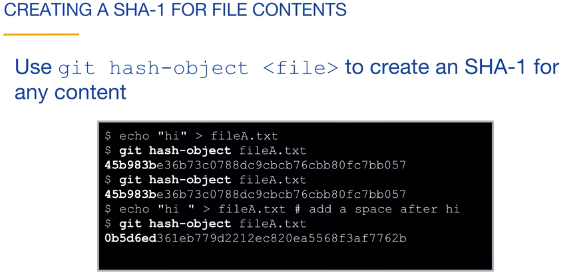 CREATING A SHA-1 FOR FILE CONTENTS
Use git hash-object <file> to create an SHA-1 for
any content
$ echo "hi" > fileA.txt
$ git hash-object fileA.txt
45b983be36b73c0788dc9cbcb76cbb80fc7bb057
$ git hash-object fileA.txt
45b983be36b73c0788dc9cbcb76cbb80fc7bb057
$ echo "hi " > fileA.txt # add a space after hi
$ git hash-object fileA.txt
0b5d6ed361eb779d2212ec820ea5568f3af7762b